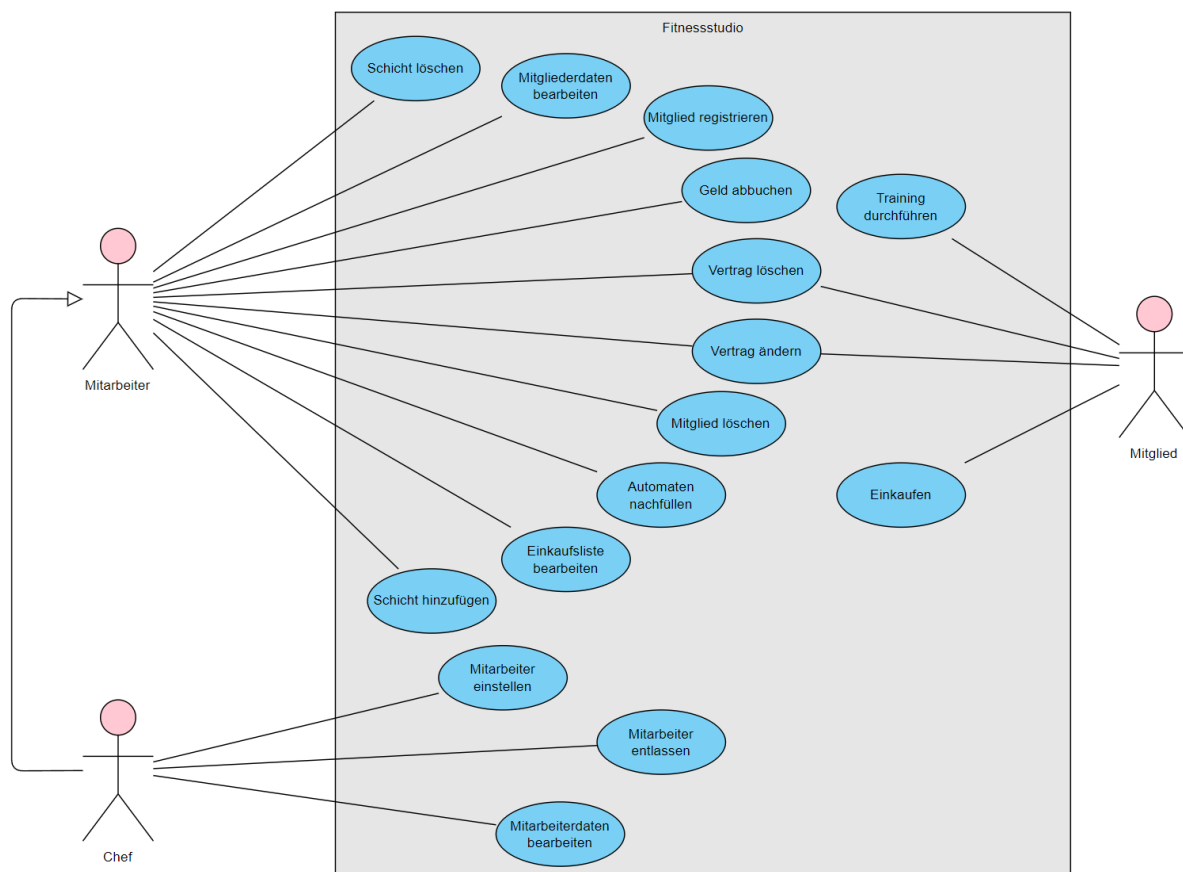 Fitnessstudio
Schicht löschen
Mitgliederdaten
bearbeiten
Mitglied registrieren
Geld abbuchen
Training
durchführen
Vertrag löschen
Vertrag ändern
Mitarbeiter
Mitglied löschen
Mitglied
Automaten
nachfüllen
Einkaufen
Einkaufsliste
bearbeiten
Schicht hinzufügen
Mitarbeiter
einstellen
Mitarbeiter
entlassen
Mitarbeiterdaten
bearbeiten
Chef